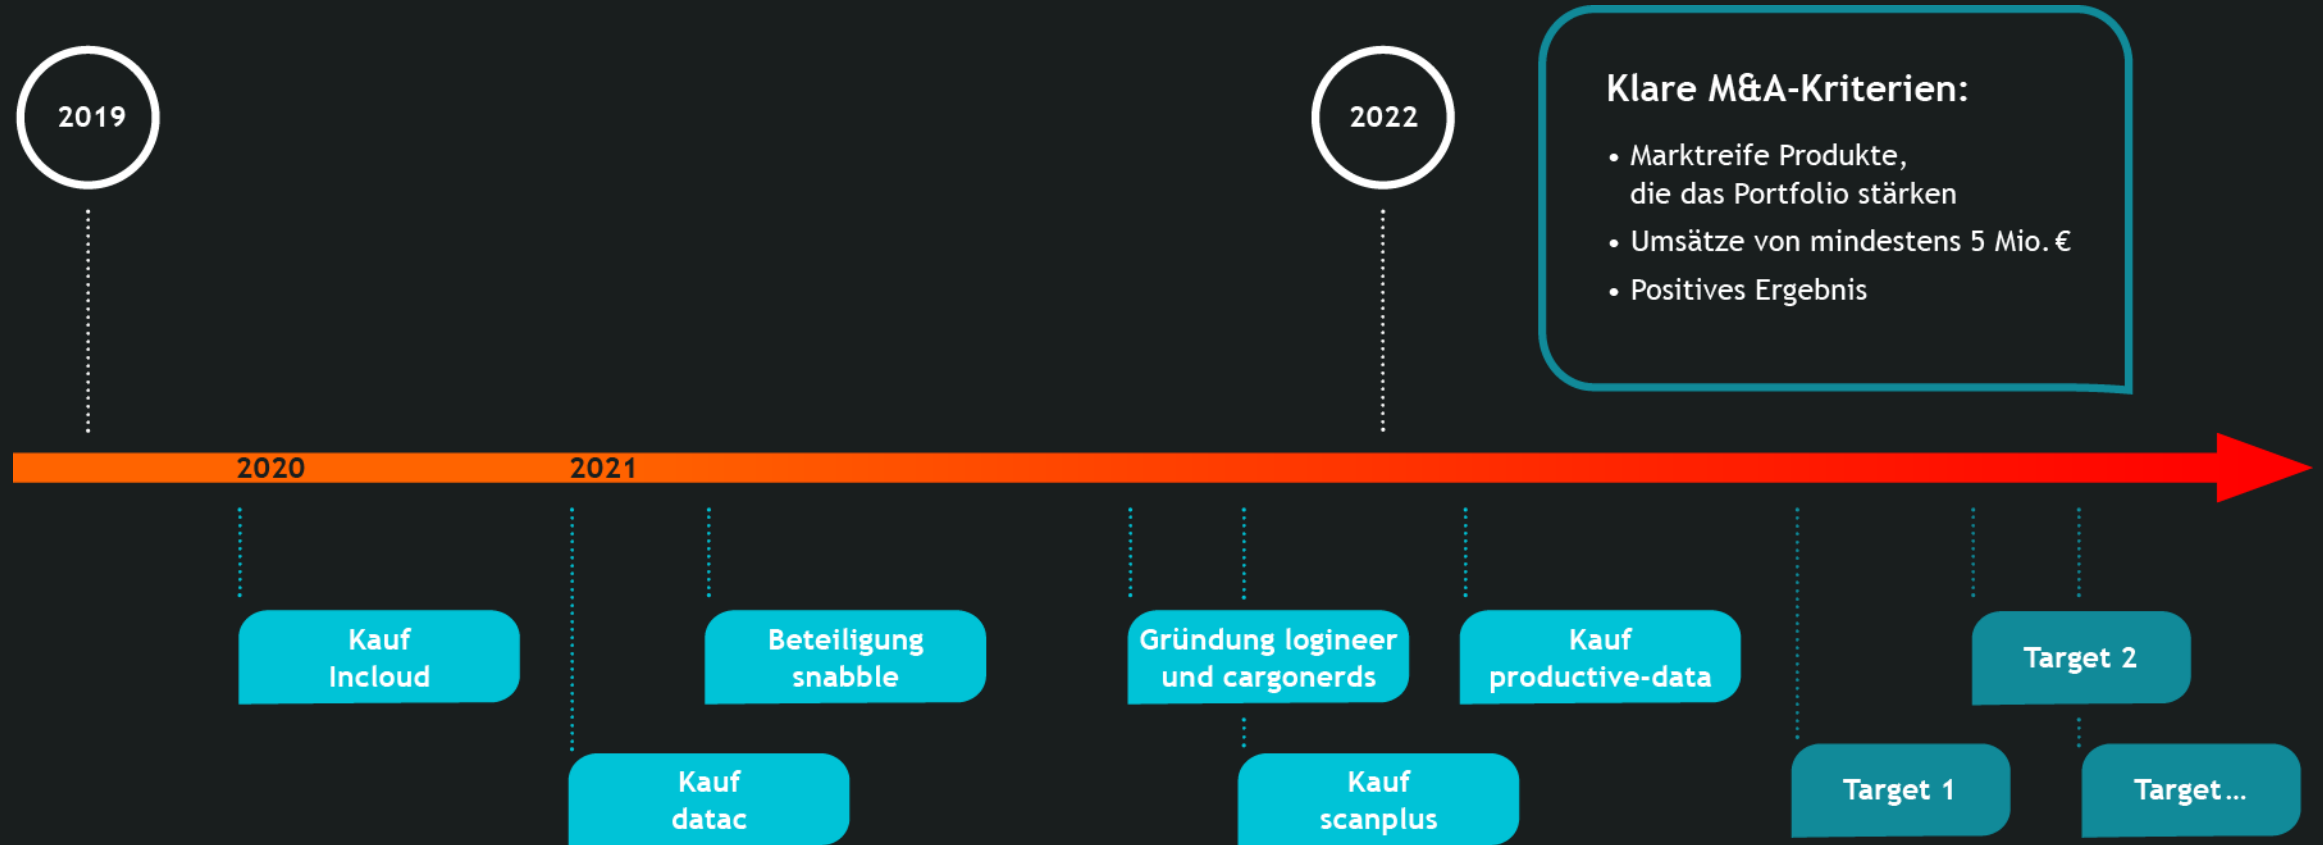 2019
2022
Klare M&A-Kriterien:
• Marktreife Produkte,
die das Portfolio stärken
• Umsätze von mindestens 5 Mio. €
• Positives Ergebnis
2020
2021
Kauf
Incloud
Beteiligung
snabble
Gründung logineer
und cargonerds
Kauf
productive-data
Target 2
Kauf
datac
Kauf
scanplus
Target 1
Target...